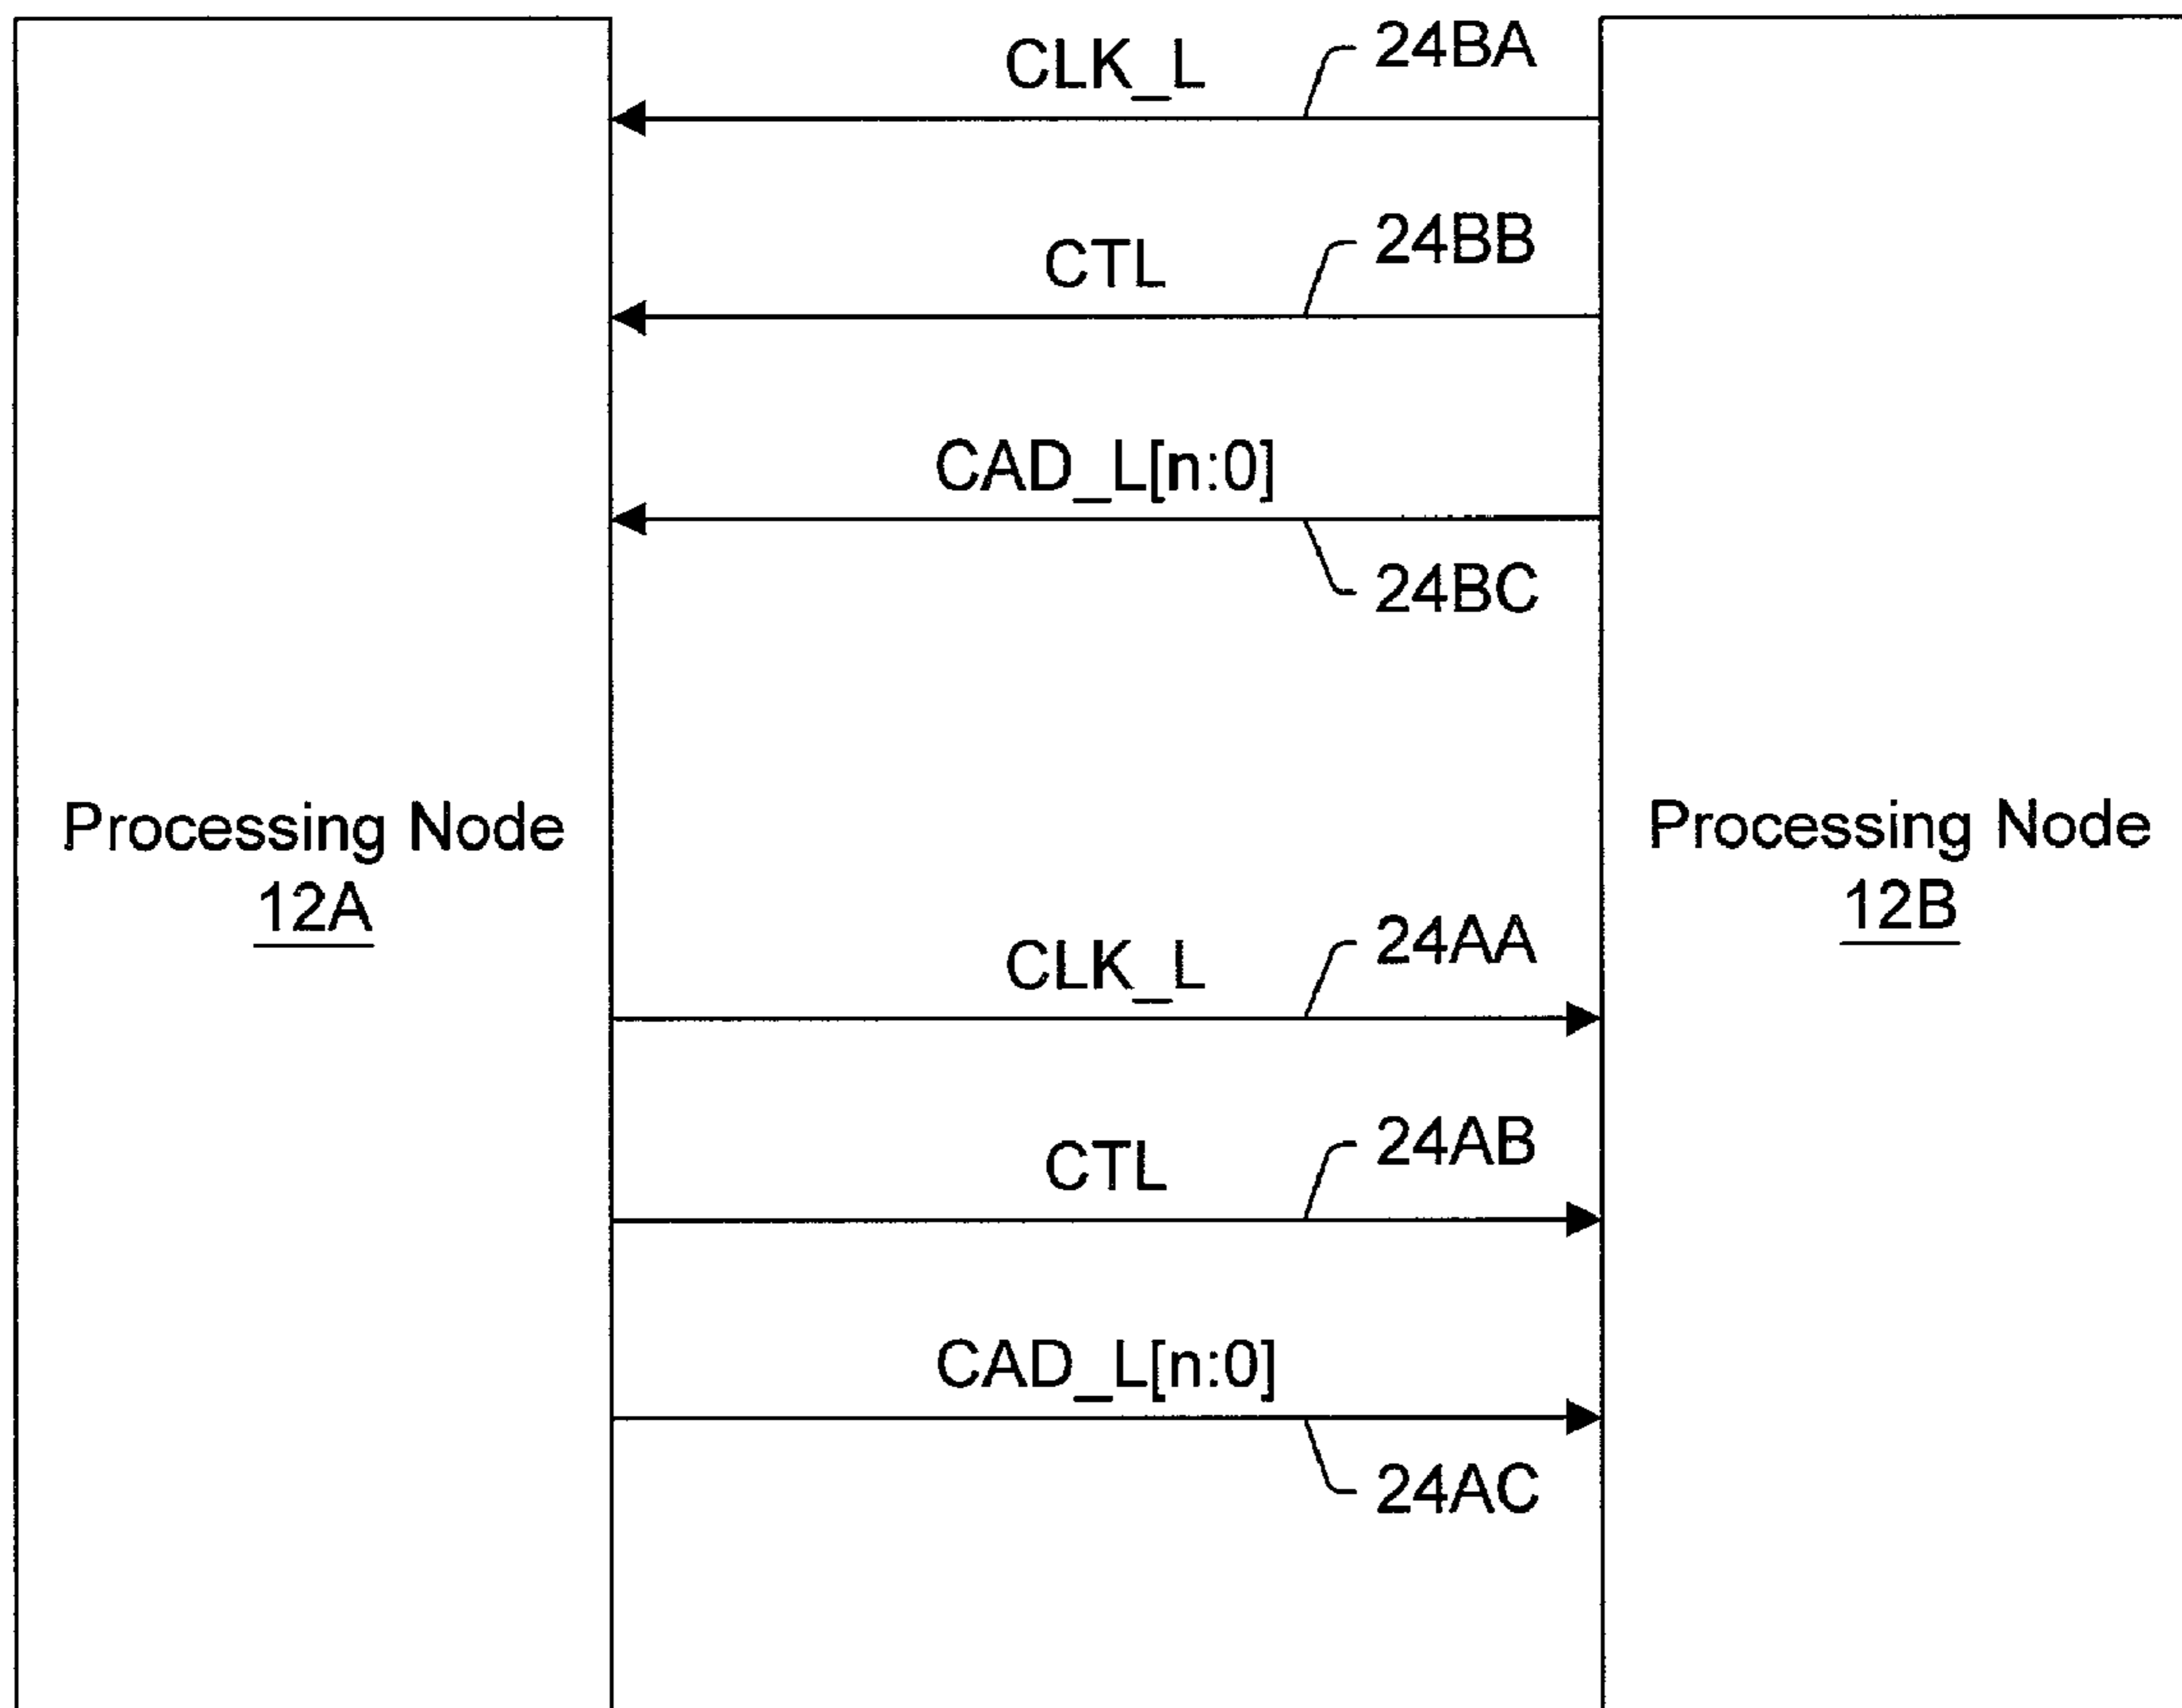 CLK_L
24BA
CTL
24BB
CAD_L[n:0]
24BC
Processing Node
12A
Processing Node
12B
CLK_L
24AA
CTL
24AB
CAD_L[n:0]
24AC